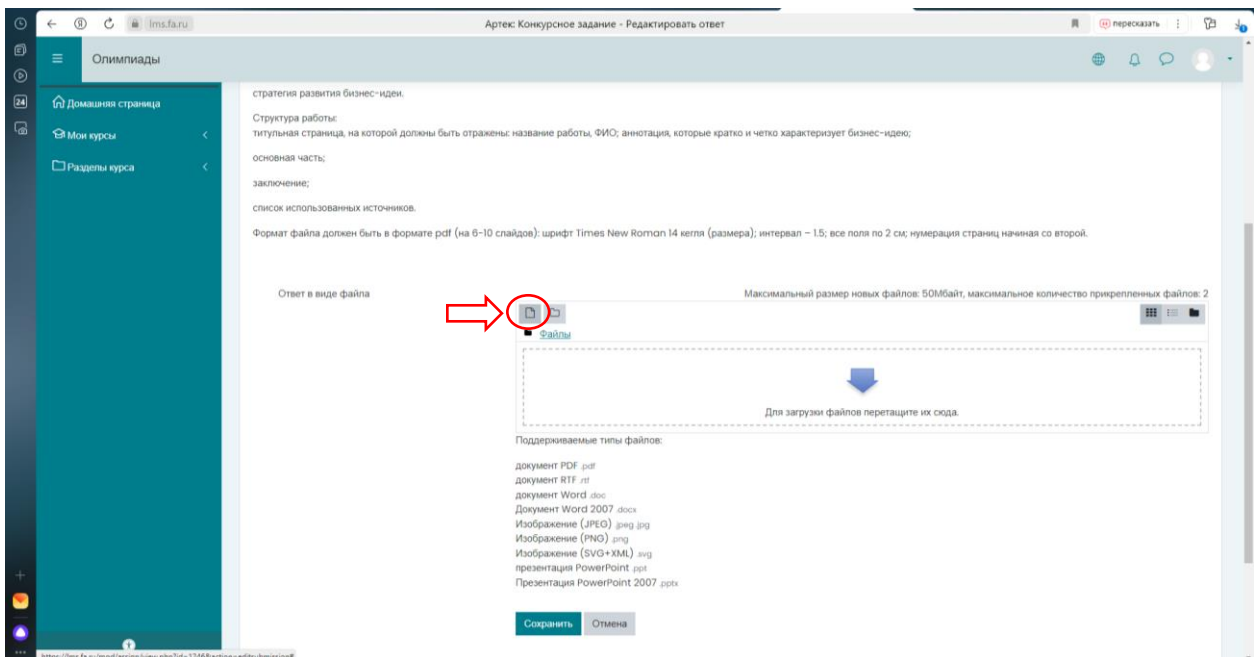 lms.fa.ru
Артек: Конкурсное задание - Редактировать ответ
пересказать
Олимпиады
24
Домашняя страница
Мои курсы
Разделы курса
стратегия развития бизнес-идеи.
Структура работы:
титульная страница, на которой должны быть отражены: название работы, ФИО; аннотация, которые кратко и четко характеризует бизнес-идею;
основная часть;
заключение;
список использованных источников.
Формат файла должен быть в формате pdf (на 6-10 слайдов): шрифт Times New Roman 14 кегля (размера); интервал – 1.5; все поля по 2 см; нумерация страниц начиная со второй.
Ответ в виде файла
Максимальный размер новых файлов: 50Мбайт, максимальное количество прикрепленных файлов: 2
Файлы
Для загрузки файлов перетащите их сюда.
Поддерживаемые типы файлов:
документ PDF .pdf
документ RTF .rtf
документ Word .doc
Документ Word 2007 .docx
Изображение (JPEG) .jpeg .jpg
Изображение (PNG) .png
Изображение (SVG+XML) .svg
презентация PowerPoint .ppt
Презентация PowerPoint 2007 .pptx
Сохранить
Отмена